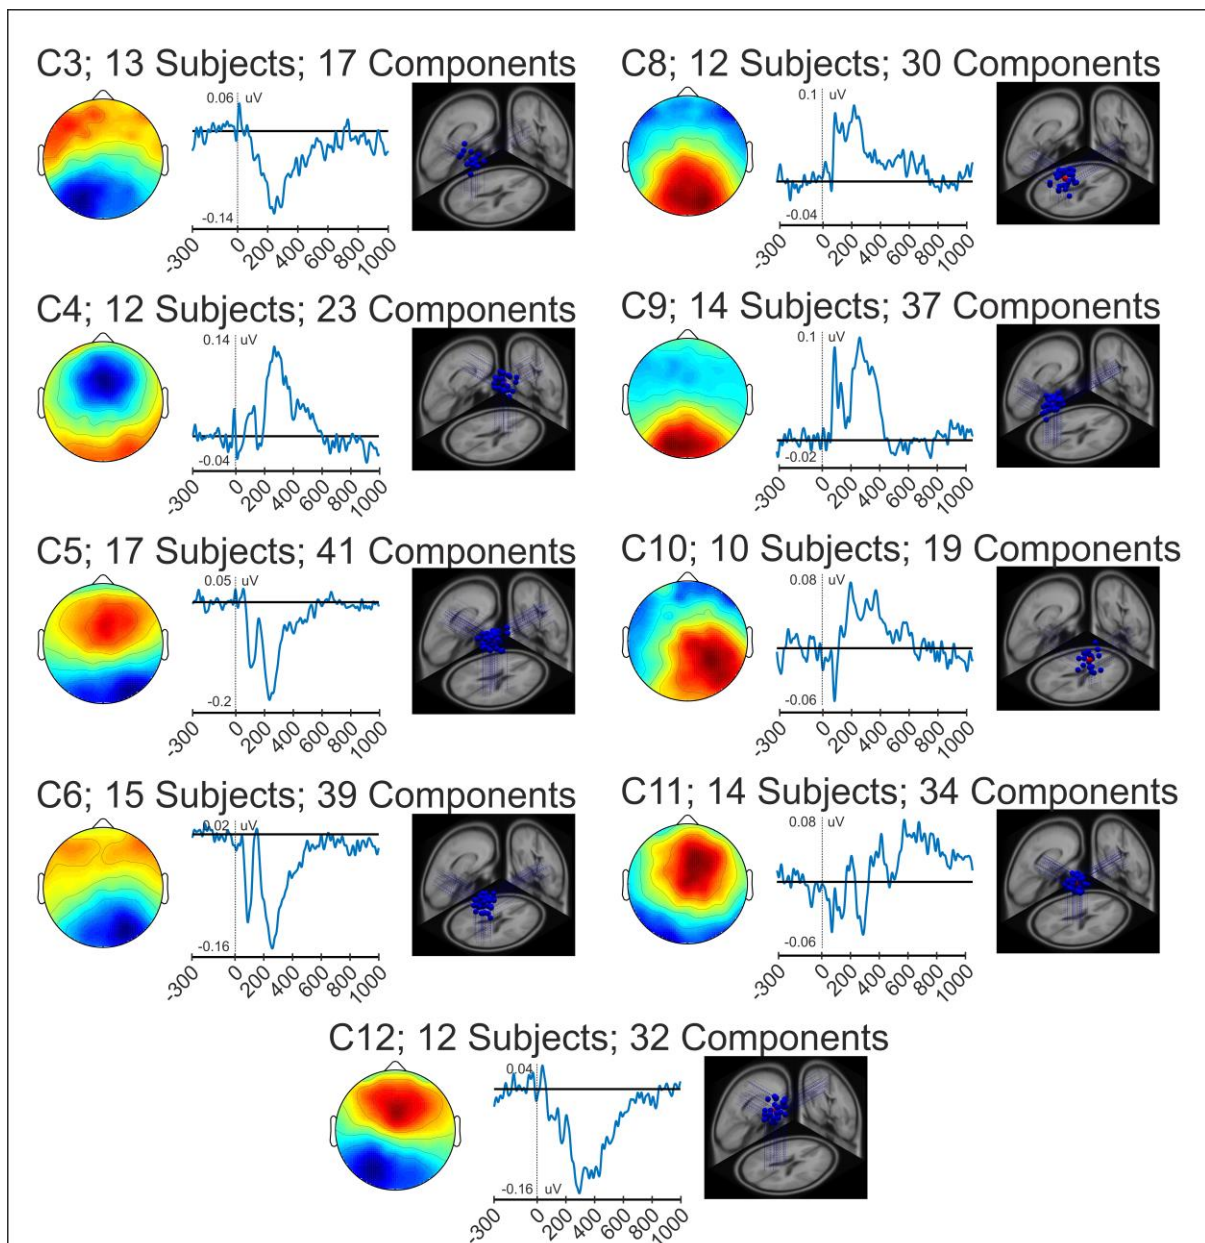 C3; 13 Subjects; 17 Components
0.06 uV
-0.14
-300 0 200 400 600 800 1000
C8; 12 Subjects; 30 Components
0.1 uV
-0.04
-300 0 200 400 600 800 1000
C4; 12 Subjects; 23 Components
0.14 uV
-0.04
-300 0 200 400 600 800 1000
C9; 14 Subjects; 37 Components
0.1 uV
-0.02
-300 0 200 400 600 800 1000
C5; 17 Subjects; 41 Components
0.05 uV
-0.2
-300 0 200 400 600 800 1000
C10; 10 Subjects; 19 Components
0.08 uV
-0.06
-300 0 200 400 600 800 1000
C6; 15 Subjects; 39 Components
0.02 uV
-0.16
-300 0 200 400 600 800 1000
C11; 14 Subjects; 34 Components
0.08 uV
-0.06
-300 0 200 400 600 800 1000
C12; 12 Subjects; 32 Components
0.04
-0.16 uV
-300 0 200 400 600 800 1000